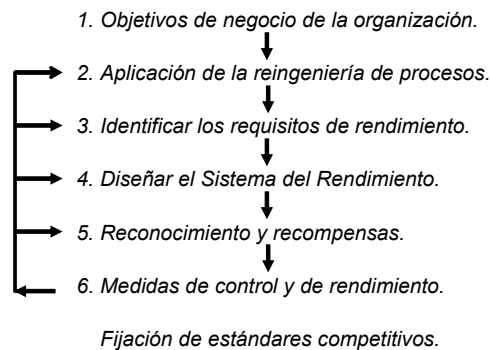 1. Objetivos de negocio de la organización.
2. Aplicación de la reingeniería de procesos.
3. Identificar los requisitos de rendimiento.
4. Diseñar el Sistema del Rendimiento.
5. Reconocimiento y recompensas.
6. Medidas de control y de rendimiento.
Fijación de estándares competitivos.